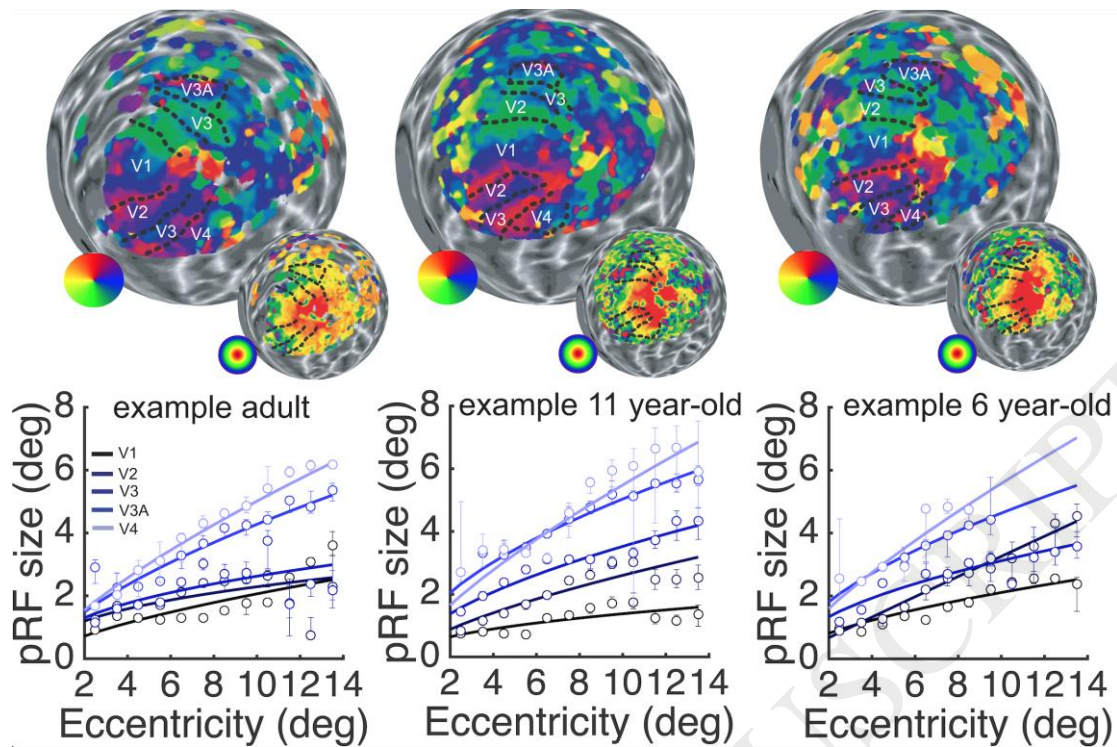 V3A
V3
V1
V2
V3
V4
V3A
V3
V2
V1
V2
V3
V4
V3A
V3
V2
V1
V2
V3
V4
example adult
V1
V2
V3
V3A
V4
pRF size (deg)
8
6
4
2
0
2 4 6 8 10 12 14
Eccentricity (deg)
example 11 year-old
pRF size (deg)
8
6
4
2
0
2 4 6 8 10 12 14
Eccentricity (deg)
example 6 year-old
pRF size (deg)
8
6
4
2
0
2 4 6 8 10 12 14
Eccentricity (deg)
USCRIPT